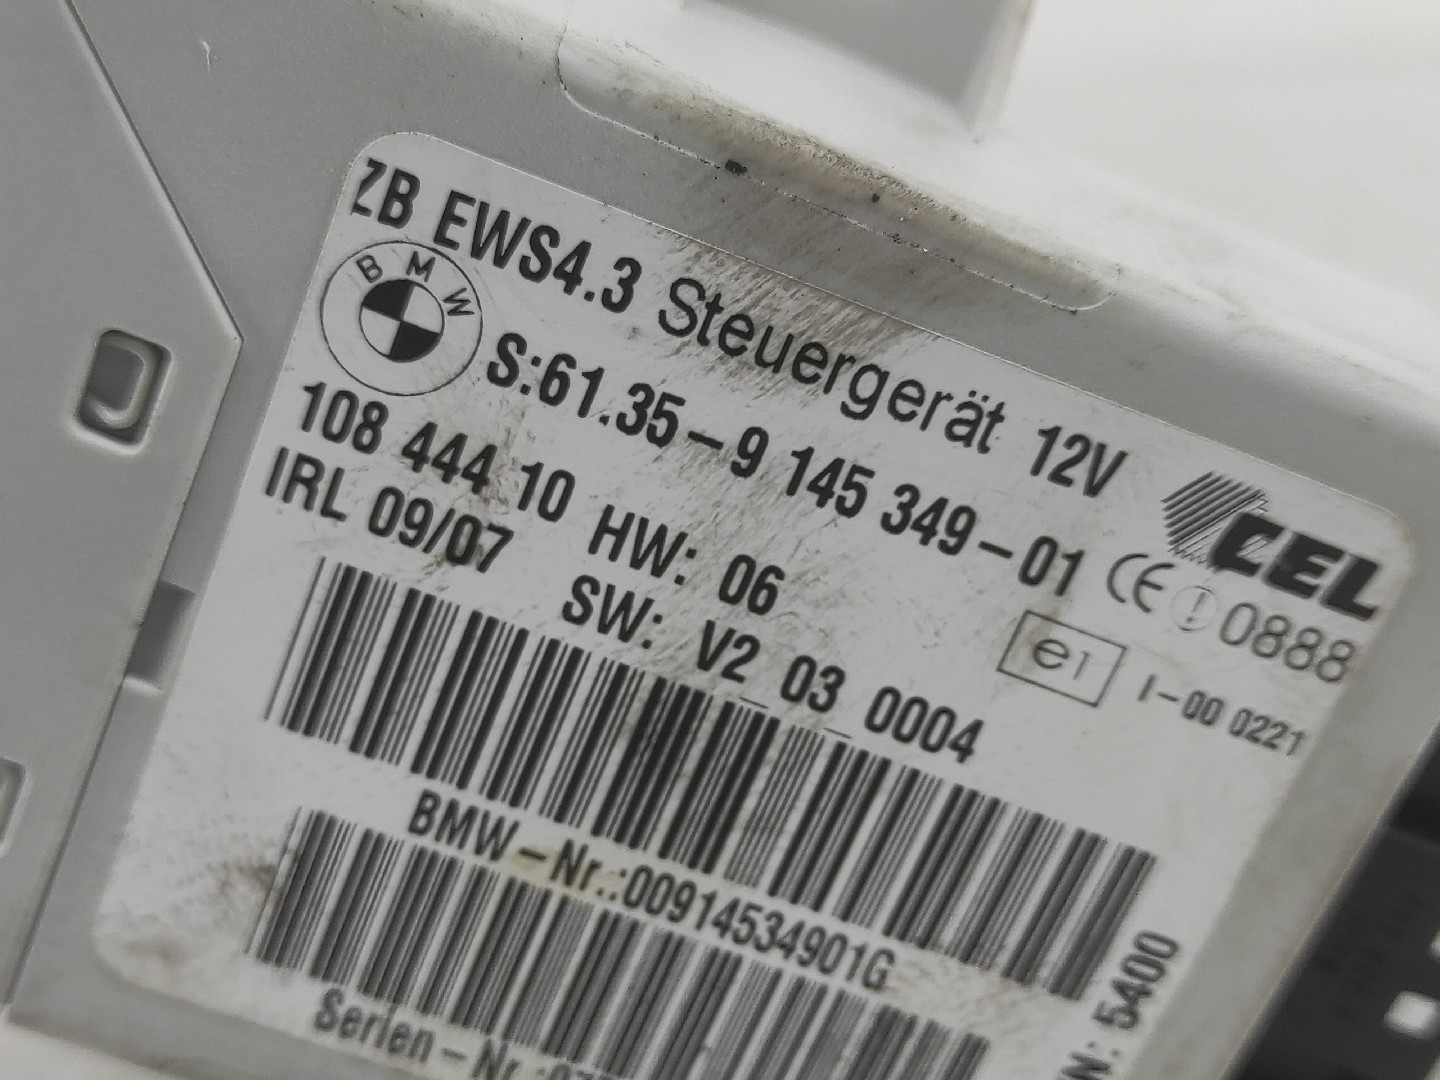 ZB EWS4.3 Steuergerät 12V
BMW
S:61.35-9 145 349-01
CEL
108 444 10 HW: 06
CE ! 0888
IRL 09/07 SW: V2_03_0004
e1 I-00 0221
BMW-Nr.:00914534901G
Serien-Nr.:
5400